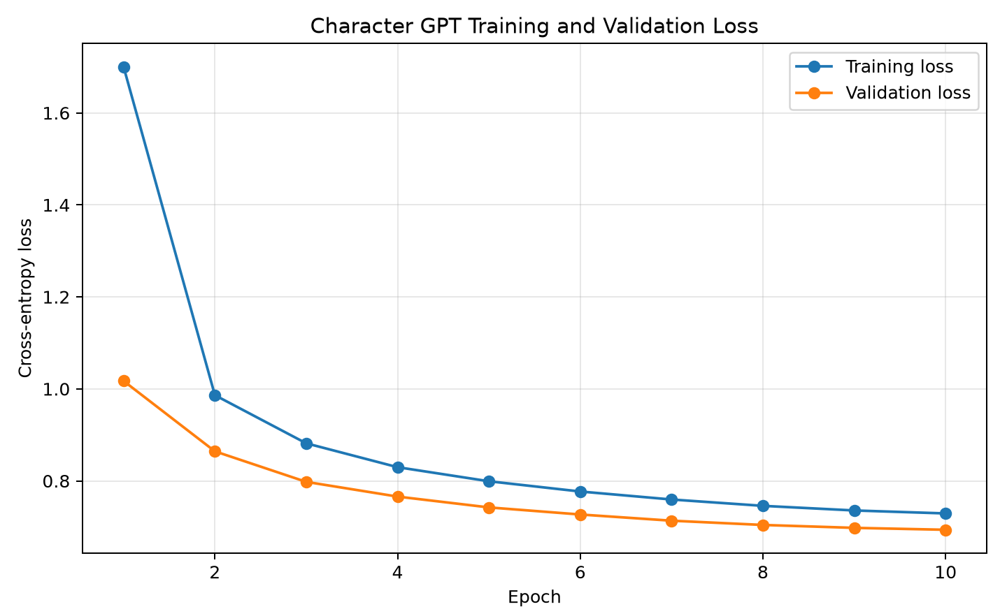 Character GPT Training and Validation Loss
Training loss
Validation loss
1.6
1.4
1.2
1.0
0.8
Cross-entropy loss
2
4
6
8
10
Epoch